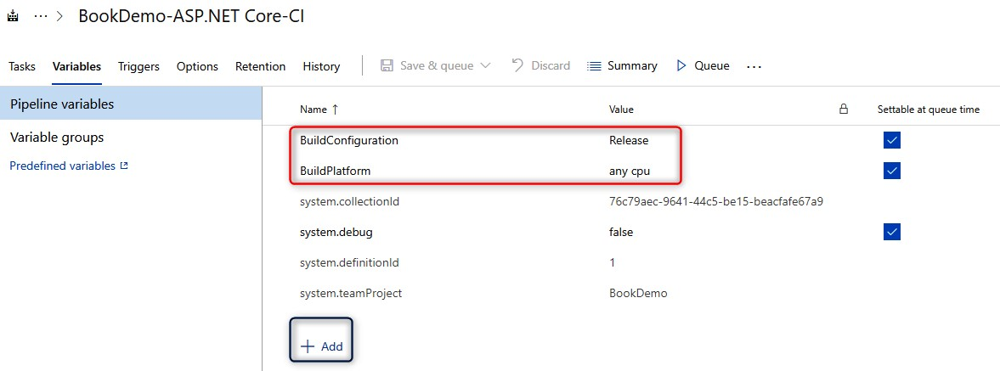 ··· > BookDemo-ASP.NET Core-CI
Tasks Variables Triggers Options Retention History Save & queue Discard Summary Queue ···
Pipeline variables
Variable groups
Predefined variables
Name ↑ Value Settable at queue time
BuildConfiguration Release
BuildPlatform any cpu
system.collectionId 76c79aec-9641-44c5-be15-beacfafe67a9
system.debug false
system.definitionId 1
system.teamProject BookDemo
+ Add